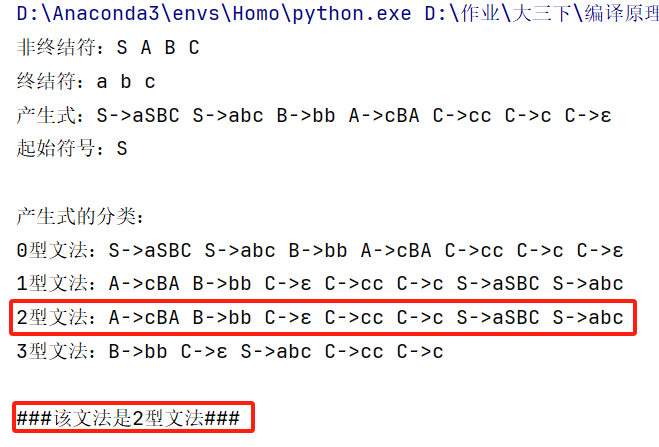 D:\Anaconda3\envs\Homo\python.exe D:\作业\大三下\编译原理
非终结符: S A B C
终结符: a b c
产生式: S->aSBC S->abc B->bb A->cBA C->cc C->c C->ε
起始符号: S
产生式的分类:
0型文法: S->aSBC S->abc B->bb A->cBA C->cc C->c C->ε
1型文法: A->cBA B->bb C->ε C->cc C->c S->aSBC S->abc
2型文法: A->cBA B->bb C->ε C->cc C->c S->aSBC S->abc
3型文法: B->bb C->ε S->abc C->cc C->c
###该文法是2型文法###